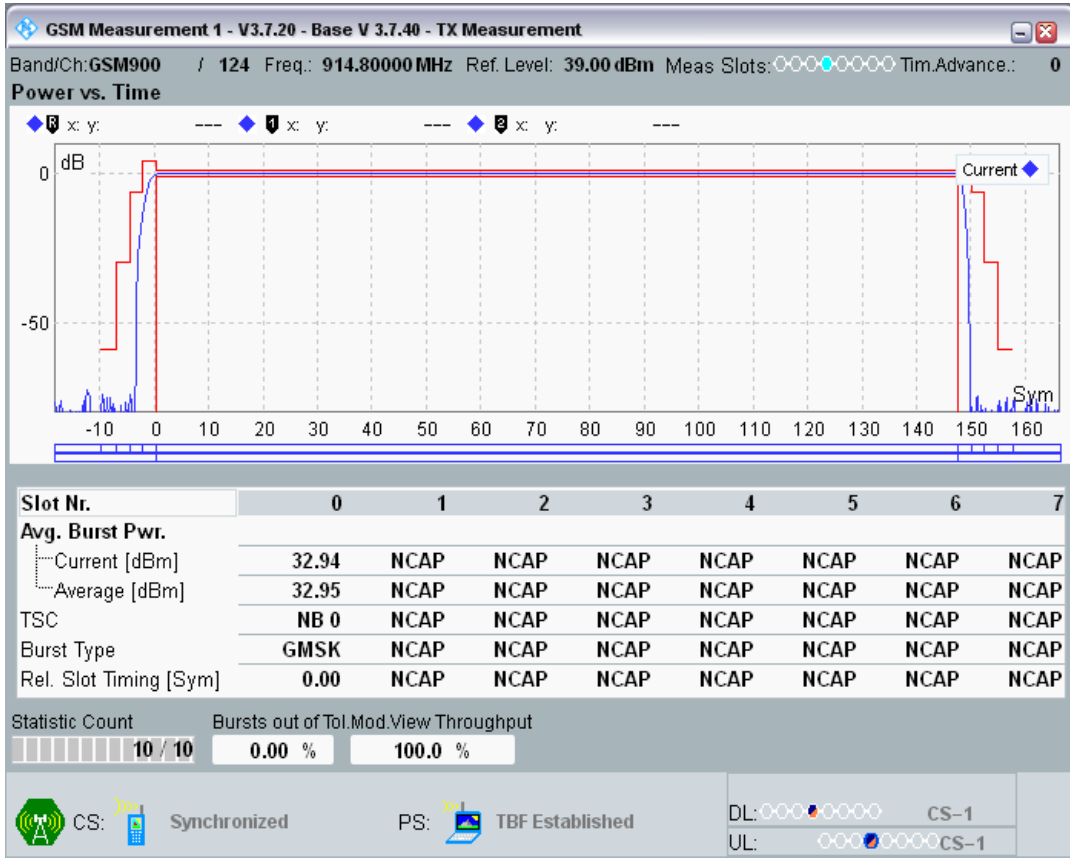 GSM Measurement 1 - V3.7.20 - Base V 3.7.40 - TX Measurement
Band/Ch:GSM900 / 124 Freq.: 914.80000 MHz Ref. Level: 39.00 dBm Meas Slots: Tim.Advance.: 0
Power vs. Time
R x: y: --- 1 x: y: --- 2 x: y: ---
dB
Current
0
-50
Sym
-10 0 10 20 30 40 50 60 70 80 90 100 110 120 130 140 150 160
Slot Nr. 0 1 2 3 4 5 6 7
Avg. Burst Pwr.
Current [dBm] 32.94 NCAP NCAP NCAP NCAP NCAP NCAP NCAP
Average [dBm] 32.95 NCAP NCAP NCAP NCAP NCAP NCAP NCAP
TSC NB 0 NCAP NCAP NCAP NCAP NCAP NCAP NCAP
Burst Type GMSK NCAP NCAP NCAP NCAP NCAP NCAP NCAP
Rel. Slot Timing [Sym] 0.00 NCAP NCAP NCAP NCAP NCAP NCAP NCAP
Statistic Count Bursts out of Tol. Mod.View Throughput
10 / 10 0.00 % 100.0 %
CS: Synchronized PS: TBF Established DL: CS-1
UL: CS-1